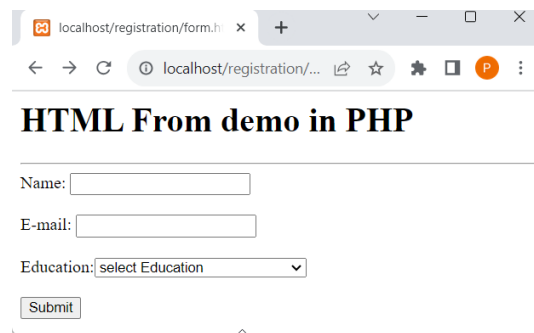 localhost/registration/form.h
localhost/registration/...
P
HTML From demo in PHP
Name:
E-mail:
Education: select Education
Submit